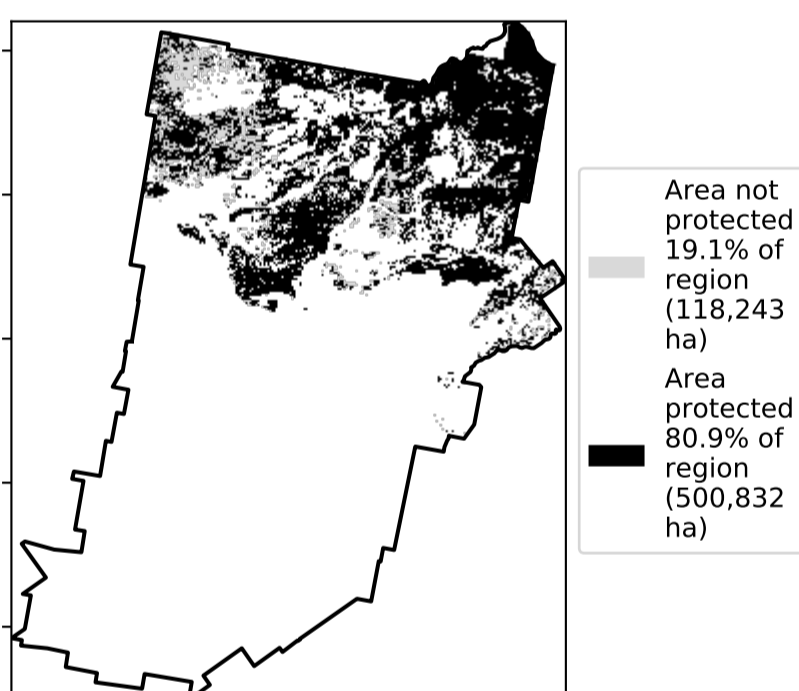 Area not
protected
19.1% of
region
(118,243
ha)
Area
protected
80.9% of
region
(500,832
ha)